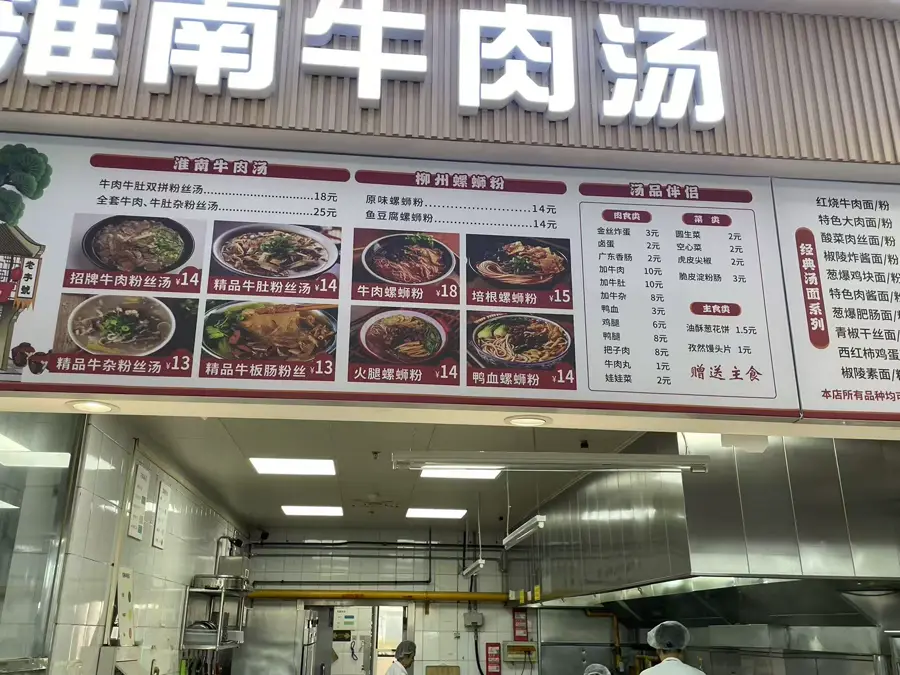 淮南牛肉汤
淮南牛肉汤
牛肉牛肚双拼粉丝汤……18元
全套牛肉、牛肚杂粉丝汤……25元
招牌牛肉粉丝汤 ¥14
精品牛肚粉丝汤 ¥14
精品牛杂粉丝汤 ¥13
精品牛板肠粉丝 ¥13
柳州螺蛳粉
原味螺蛳粉……14元
鱼豆腐螺蛳粉……14元
牛肉螺蛳粉 ¥18
培根螺蛳粉 ¥15
火腿螺蛳粉 ¥14
鸭血螺蛳粉 ¥14
汤品伴侣
肉食类
金丝炸蛋 3元
卤蛋 2元
广东香肠 2元
加牛肉 10元
加牛肚 10元
加牛杂 8元
鸭血 3元
鸡腿 6元
鸭腿 8元
把子肉 8元
牛肉丸 1元
娃娃菜 2元
菜类
圆生菜 2元
空心菜 2元
虎皮尖椒 2元
脆皮淀粉肠 3元
主食类
油酥葱花饼 1.5元
孜然馒头片 1元
赠送主食
经典汤面系列
红烧牛肉面/粉
特色大肉面/粉
酸菜肉丝面/粉
椒陵炸酱面/粉
葱爆鸡块面/粉
特色肉酱面/粉
葱爆肥肠面/
青椒干丝面/
西红柿鸡蛋
椒陵素面/粉
本店所有品种均可
老字號